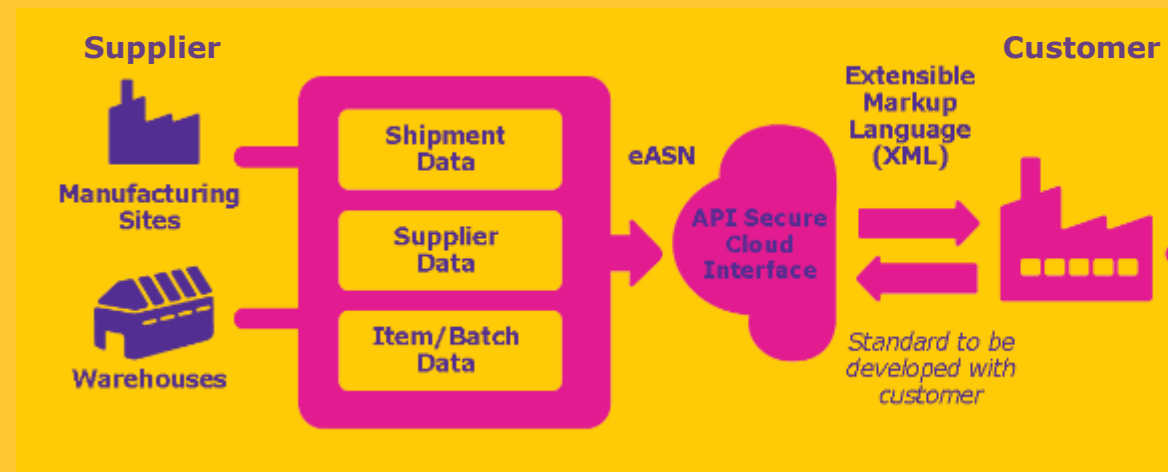 Supplier
Customer
Manufacturing
Sites
Warehouses
Shipment
Data
Supplier
Data
Item/Batch
Data
eASN
API Secure
Cloud
Interface
Extensible
Markup
Language
(XML)
Standard to be
developed with
customer